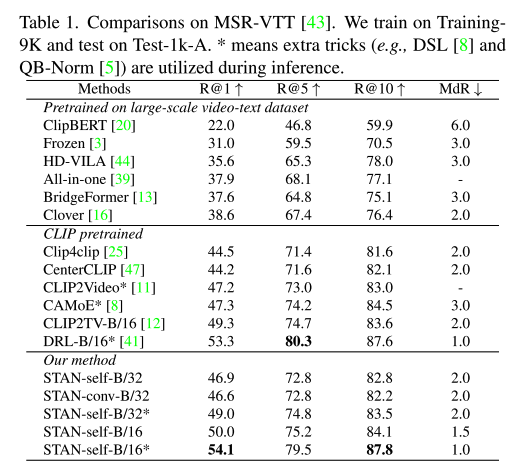 Table 1. Comparisons on MSR-VTT [43]. We train on Training-
9K and test on Test-1k-A. * means extra tricks (e.g., DSL [8] and
QB-Norm [5]) are utilized during inference.
Methods R@1 ↑ R@5 ↑ R@10 ↑ MdR ↓
Pretrained on large-scale video-text dataset
ClipBERT [20] 22.0 46.8 59.9 6.0
Frozen [3] 31.0 59.5 70.5 3.0
HD-VILA [44] 35.6 65.3 78.0 3.0
All-in-one [39] 37.9 68.1 77.1 -
BridgeFormer [13] 37.6 64.8 75.1 3.0
Clover [16] 38.6 67.4 76.4 2.0
CLIP pretrained
Clip4clip [25] 44.5 71.4 81.6 2.0
CenterCLIP [47] 44.2 71.6 82.1 2.0
CLIP2Video* [11] 47.2 73.0 83.0 -
CAMoE* [8] 47.3 74.2 84.5 3.0
CLIP2TV-B/16 [12] 49.3 74.7 83.6 2.0
DRL-B/16* [41] 53.3 80.3 87.6 1.0
Our method
STAN-self-B/32 46.9 72.8 82.8 2.0
STAN-conv-B/32 46.6 72.8 82.2 2.0
STAN-self-B/32* 49.0 74.8 83.5 2.0
STAN-self-B/16 50.0 75.2 84.1 1.5
STAN-self-B/16* 54.1 79.5 87.8 1.0